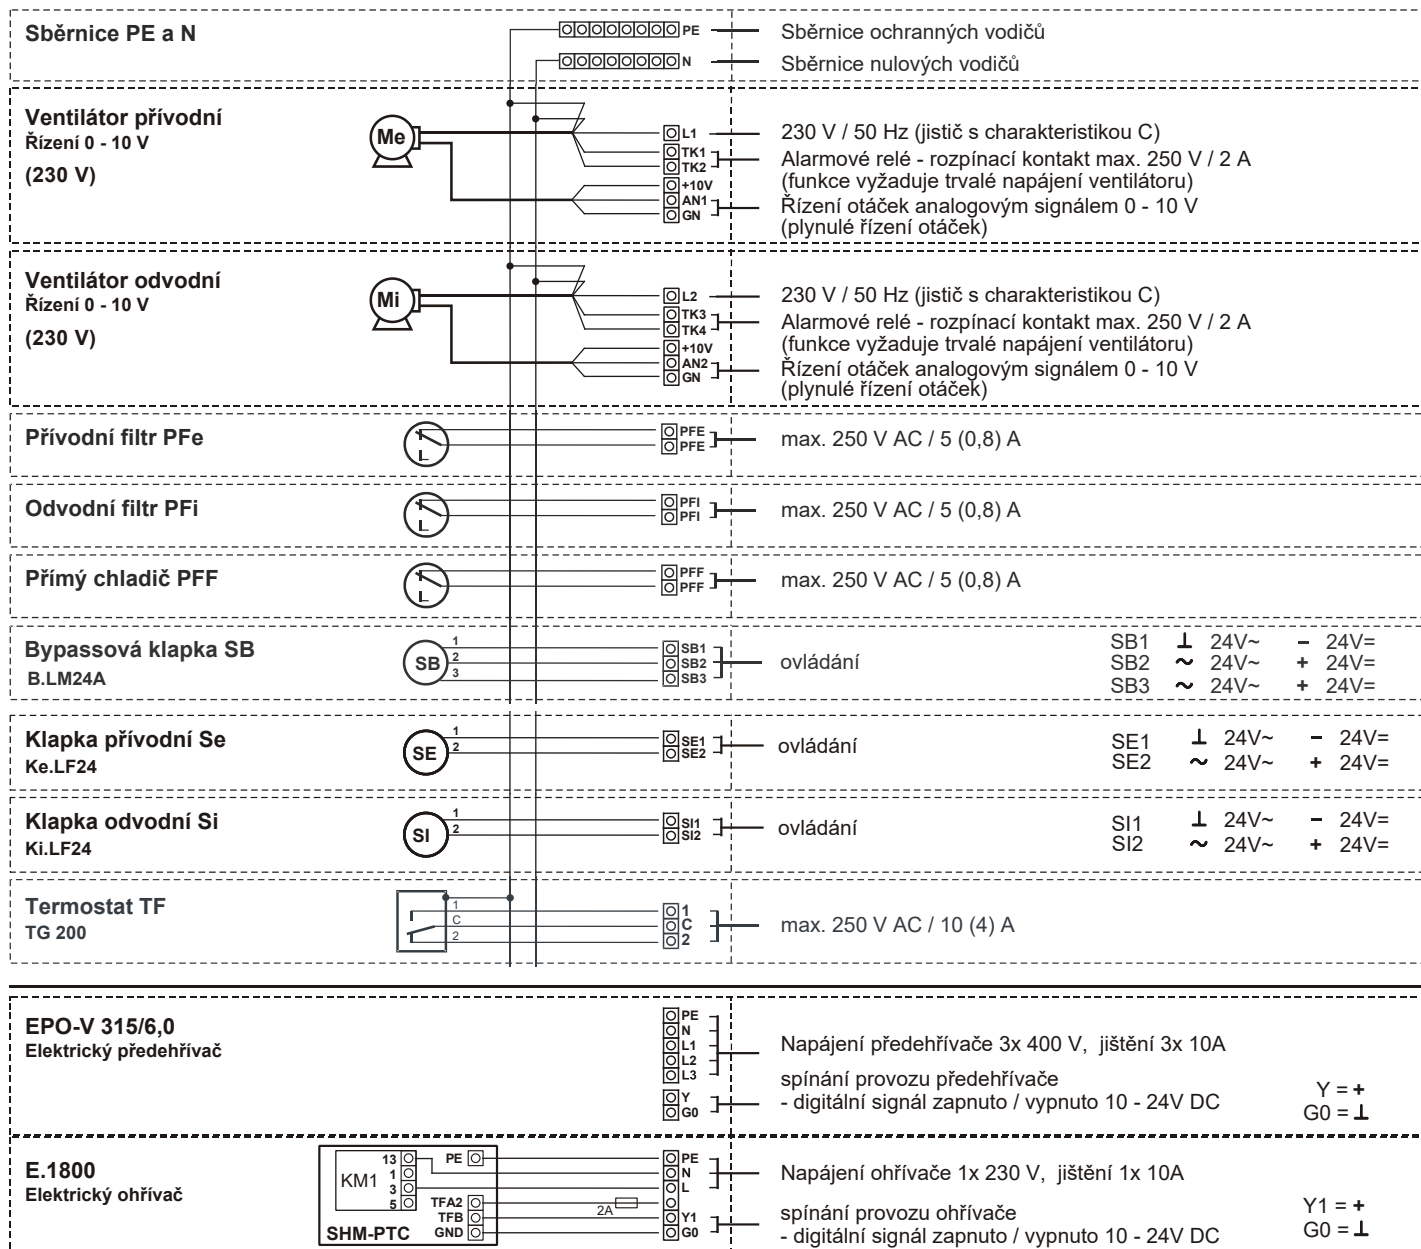 Sběrnice PE a N
PE
Sběrnice ochranných vodičů
N
Sběrnice nulových vodičů
Ventilátor přívodní
Řízení 0 - 10 V
(230 V)
Me
L1
TK1
TK2
+10V
AN1
GN
230 V / 50 Hz (jistič s charakteristikou C)
Alarmové relé - rozpínací kontakt max. 250 V / 2 A
(funkce vyžaduje trvalé napájení ventilátoru)
Řízení otáček analogovým signálem 0 - 10 V
(plynulé řízení otáček)
Ventilátor odvodní
Řízení 0 - 10 V
(230 V)
Mi
L2
TK3
TK4
+10V
AN2
GN
230 V / 50 Hz (jistič s charakteristikou C)
Alarmové relé - rozpínací kontakt max. 250 V / 2 A
(funkce vyžaduje trvalé napájení ventilátoru)
Řízení otáček analogovým signálem 0 - 10 V
(plynulé řízení otáček)
Přívodní filtr PFe
PFE
PFE
max. 250 V AC / 5 (0,8) A
Odvodní filtr PFi
PFI
PFI
max. 250 V AC / 5 (0,8) A
Přímý chladič PFF
PFF
PFF
max. 250 V AC / 5 (0,8) A
Bypassová klapka SB
B.LM24A
SB
1
2
3
SB1
SB2
SB3
ovládání
SB1 ⊥ 24V~ – 24V=
SB2 ~ 24V~ + 24V=
SB3 ~ 24V~ + 24V=
Klapka přívodní Se
Ke.LF24
SE
1
2
SE1
SE2
ovládání
SE1 ⊥ 24V~ – 24V=
SE2 ~ 24V~ + 24V=
Klapka odvodní Si
Ki.LF24
SI
1
2
SI1
SI2
ovládání
SI1 ⊥ 24V~ – 24V=
SI2 ~ 24V~ + 24V=
Termostat TF
TG 200
1
C
2
1
C
2
max. 250 V AC / 10 (4) A
EPO-V 315/6,0
Elektrický předehřívač
PE
N
L1
L2
L3
Y
G0
Napájení předehřívače 3x 400 V, jištění 3x 10A
spínání provozu předehřívače
- digitální signál zapnuto / vypnuto 10 - 24V DC
Y = +
G0 = ⊥
E.1800
Elektrický ohřívač
KM1
13
1
3
5
PE
TFA2
TFB
GND
SHM-PTC
2A
PE
N
L
Y1
G0
Napájení ohřívače 1x 230 V, jištění 1x 10A
spínání provozu ohřívače
- digitální signál zapnuto / vypnuto 10 - 24V DC
Y1 = +
G0 = ⊥